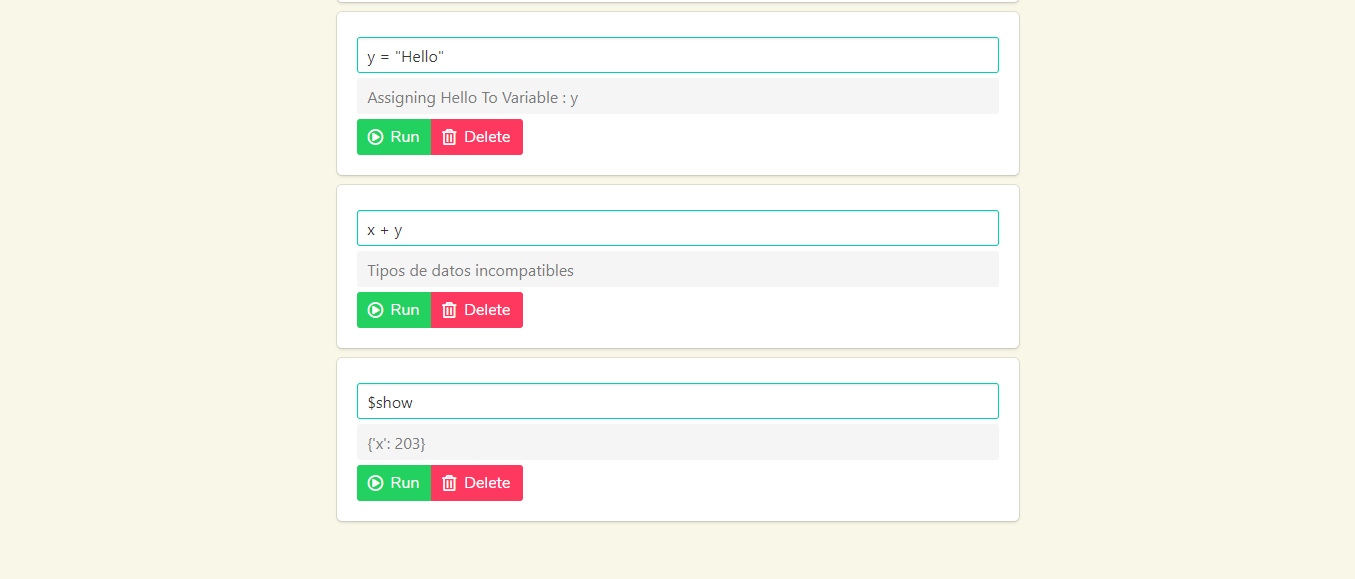 y = "Hello"
Assigning Hello To Variable : y
Run Delete
x + y
Tipos de datos incompatibles
Run Delete
$show
{'x': 203}
Run Delete